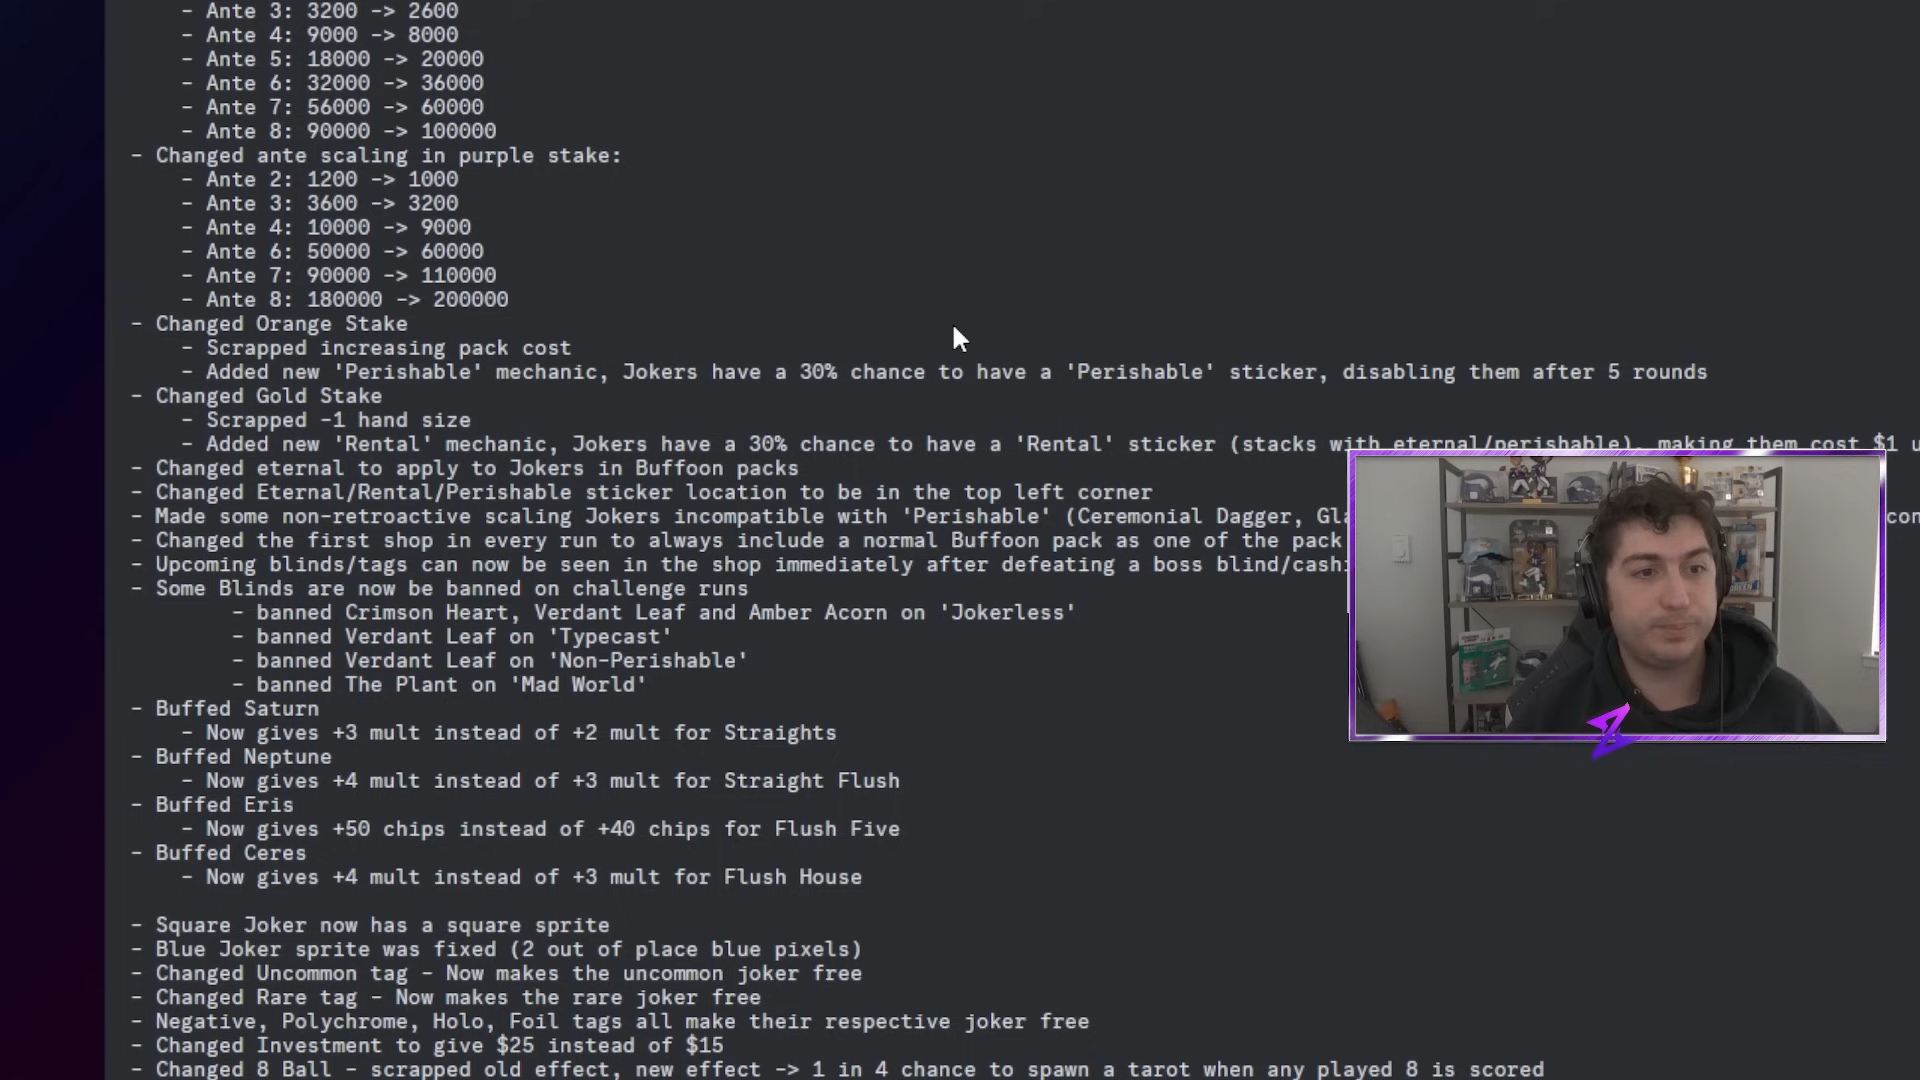 - Ante 3: 3200 -> 2600
- Ante 4: 9000 -> 8000
- Ante 5: 18000 -> 20000
- Ante 6: 32000 -> 36000
- Ante 7: 56000 -> 60000
- Ante 8: 90000 -> 100000
- Changed ante scaling in purple stake:
- Ante 2: 1200 -> 1000
- Ante 3: 3600 -> 3200
- Ante 4: 10000 -> 9000
- Ante 6: 50000 -> 60000
- Ante 7: 90000 -> 110000
- Ante 8: 180000 -> 200000
- Changed Orange Stake
- Scrapped increasing pack cost
- Added new 'Perishable' mechanic, Jokers have a 30% chance to have a 'Perishable' sticker, disabling them after 5 rounds
- Changed Gold Stake
- Scrapped -1 hand size
- Added new 'Rental' mechanic, Jokers have a 30% chance to have a 'Rental' sticker (stacks with eternal/perishable), making them cost $1 u
- Changed eternal to apply to Jokers in Buffoon packs
- Changed Eternal/Rental/Perishable sticker location to be in the top left corner
- Made some non-retroactive scaling Jokers incompatible with 'Perishable' (Ceremonial Dagger, Gla con
- Changed the first shop in every run to always include a normal Buffoon pack as one of the pack
- Upcoming blinds/tags can now be seen in the shop immediately after defeating a boss blind/cashi
- Some Blinds are now be banned on challenge runs
- banned Crimson Heart, Verdant Leaf and Amber Acorn on 'Jokerless'
- banned Verdant Leaf on 'Typecast'
- banned Verdant Leaf on 'Non-Perishable'
- banned The Plant on 'Mad World'
- Buffed Saturn
- Now gives +3 mult instead of +2 mult for Straights
- Buffed Neptune
- Now gives +4 mult instead of +3 mult for Straight Flush
- Buffed Eris
- Now gives +50 chips instead of +40 chips for Flush Five
- Buffed Ceres
- Now gives +4 mult instead of +3 mult for Flush House
- Square Joker now has a square sprite
- Blue Joker sprite was fixed (2 out of place blue pixels)
- Changed Uncommon tag - Now makes the uncommon joker free
- Changed Rare tag - Now makes the rare joker free
- Negative, Polychrome, Holo, Foil tags all make their respective joker free
- Changed Investment to give $25 instead of $15
- Changed 8 Ball - scrapped old effect, new effect -> 1 in 4 chance to spawn a tarot when any played 8 is scored